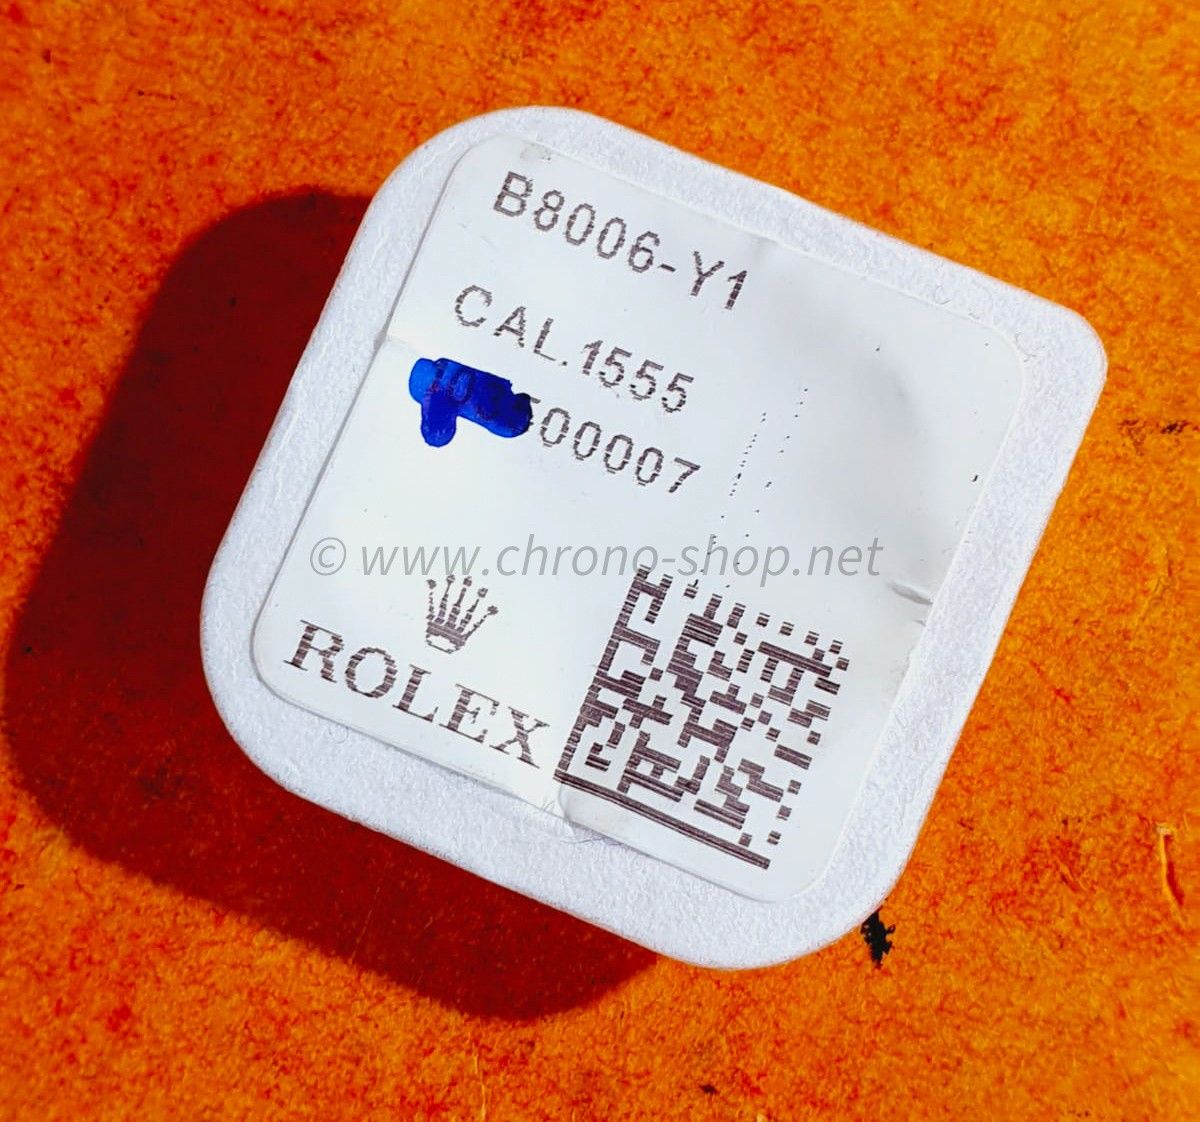 B8006-Y1
CAL.1555
500007
© www.chrono-shop.net
ROLEX